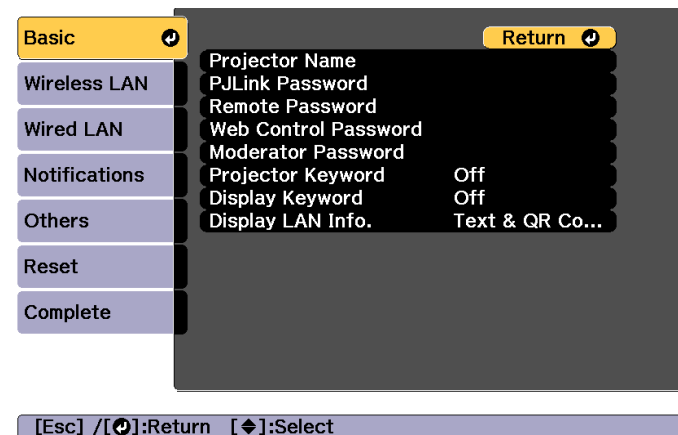 Basic
Wireless LAN
Wired LAN
Notifications
Others
Reset
Complete
Return
Projector Name
PJLink Password
Remote Password
Web Control Password
Moderator Password
Projector Keyword Off
Display Keyword Off
Display LAN Info. Text & QR Co...
[Esc] /[]:Return [◆]:Select